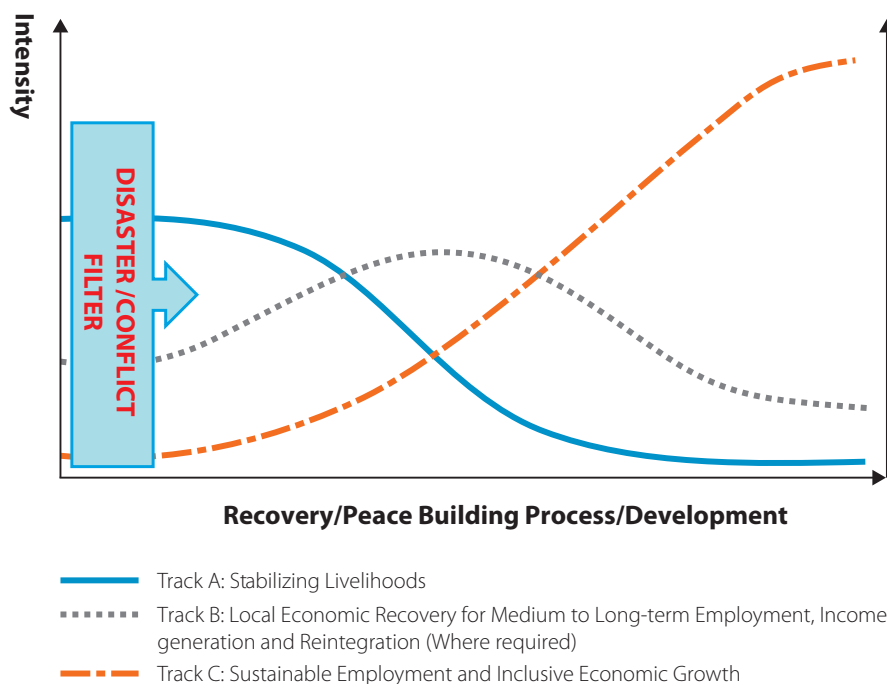 Intensity
DISASTER /CONFLICT
FILTER
Recovery/Peace Building Process/Development
Track A: Stabilizing Livelihoods
Track B: Local Economic Recovery for Medium to Long-term Employment, Income
generation and Reintegration (Where required)
Track C: Sustainable Employment and Inclusive Economic Growth